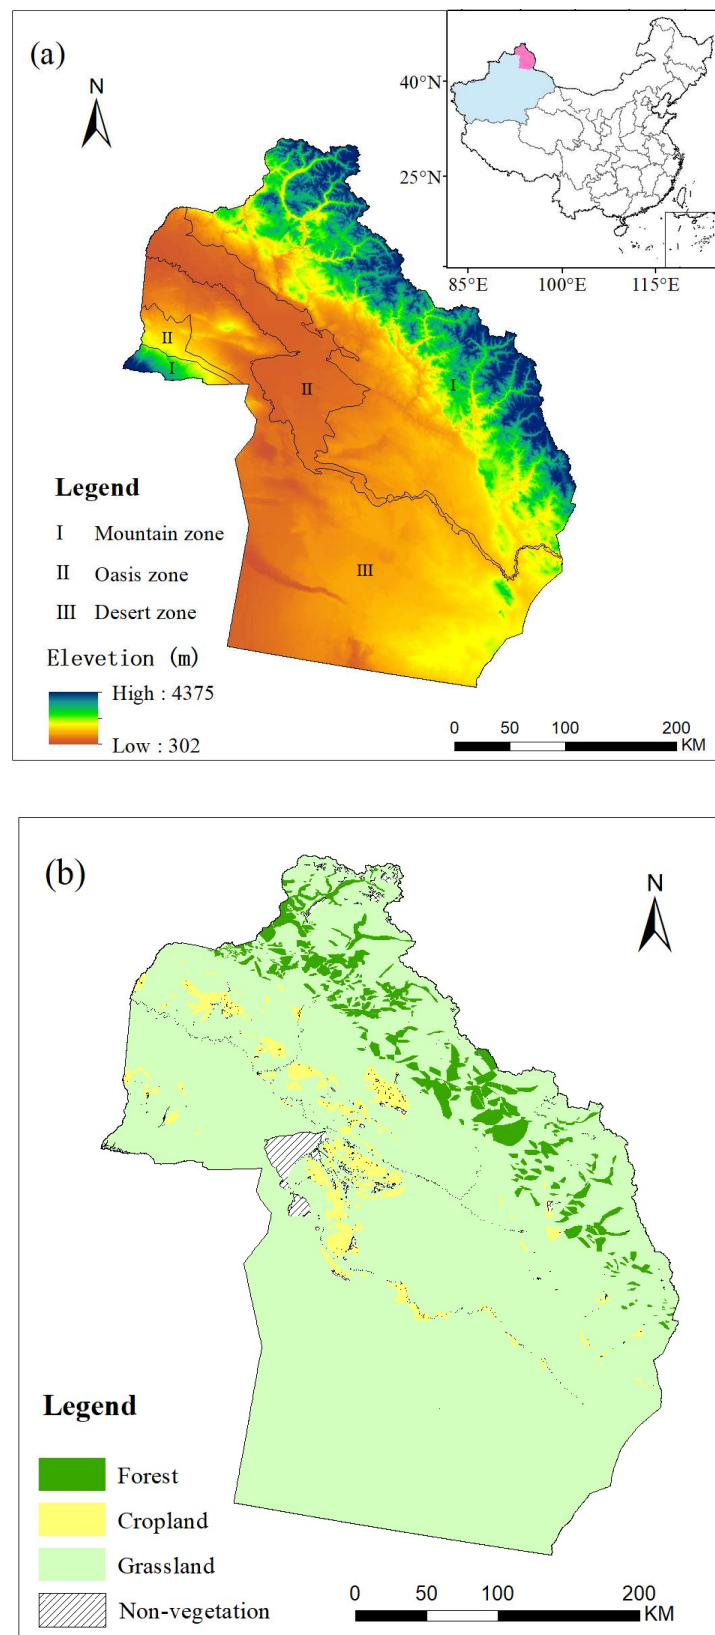 (a)
N
40°N
25°N
85°E 100°E 115°E
II
I
II
I
III
Legend
I Mountain zone
II Oasis zone
III Desert zone
Elevetion (m)
High : 4375
Low : 302
0 50 100 200
KM
(b)
N
Legend
Forest
Cropland
Grassland
Non-vegetation
0 50 100 200
KM